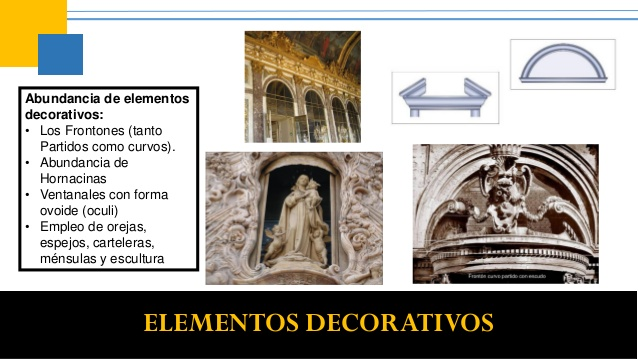 Abundancia de elementos
decorativos:
• Los Frontones (tanto
Partidos como curvos).
• Abundancia de
Hornacinas
• Ventanales con forma
ovoide (oculi)
• Empleo de orejas,
espejos, carteleras,
ménsulas y escultura
Frontón curvo partido con escudo
ELEMENTOS DECORATIVOS